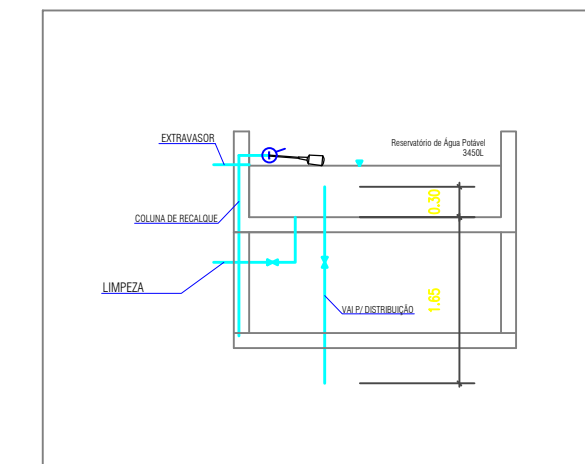 EXTRAVASOR
Reservatório de Água Potável
3450L
0.30
COLUNA DE RECALQUE
LIMPEZA
1.65
VAI P/ DISTRIBUIÇÃO